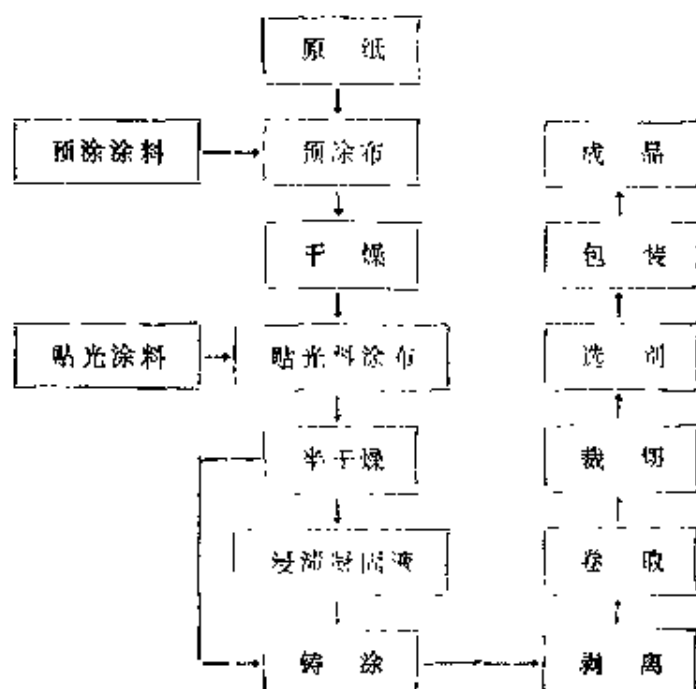 原 纸
预涂涂料
预涂布
干 燥
贴光涂料
贴光料涂布
半干燥
浸滞凝固液
铸 涂
剥 离
卷 取
裁 切
选 别
包 装
成 品